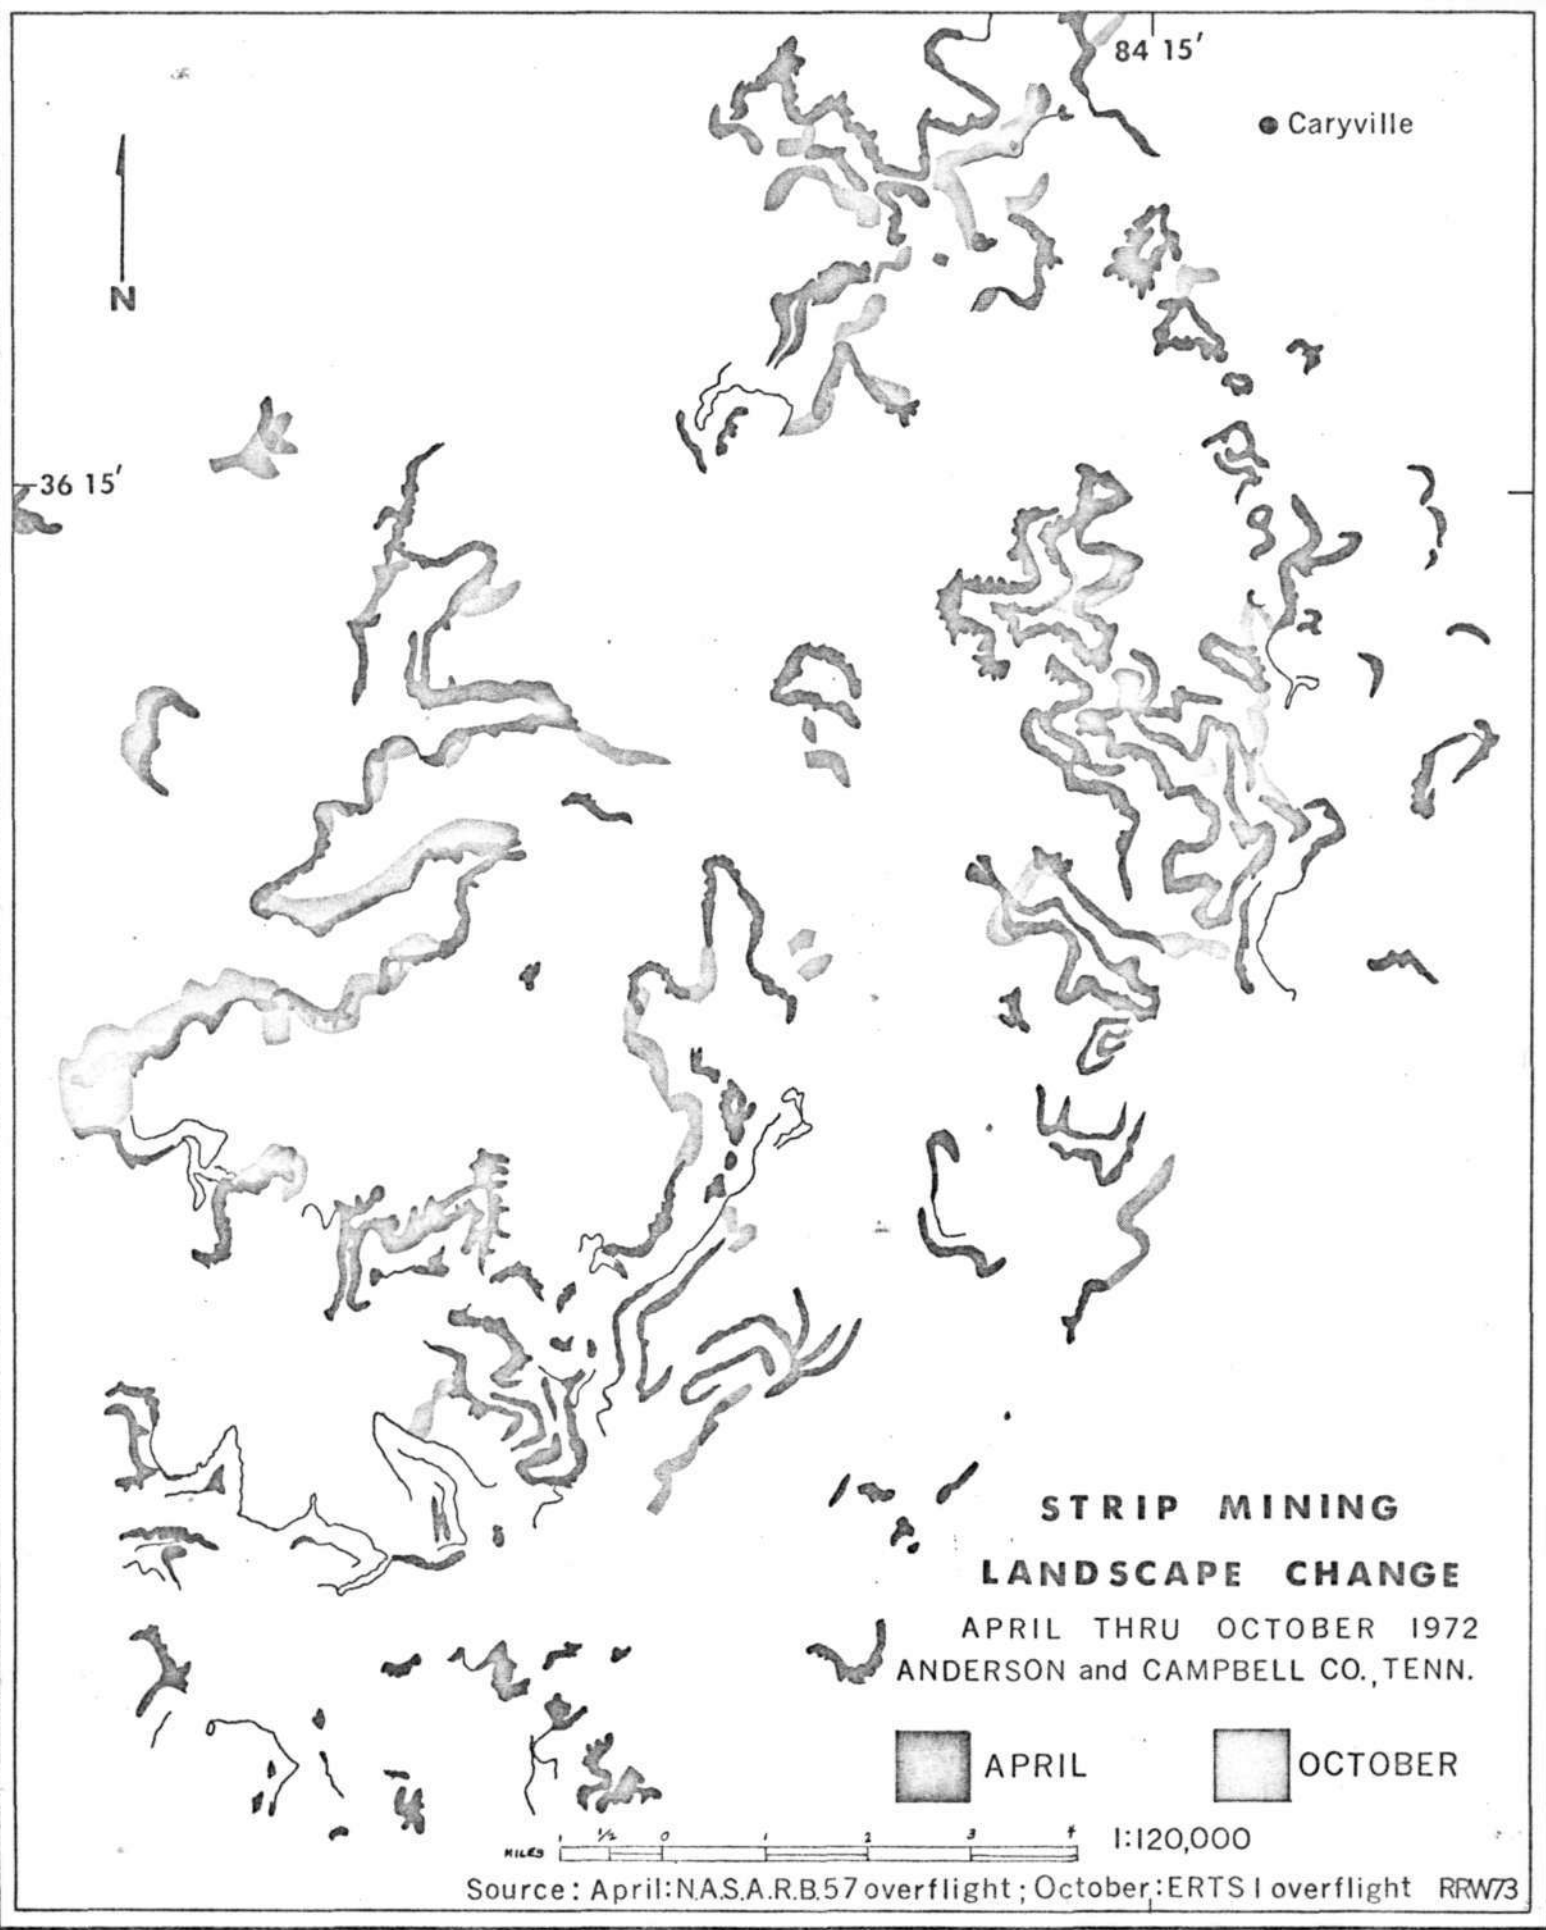 84 15′
Caryville
N
36 15′
STRIP MINING
LANDSCAPE CHANGE
APRIL THRU OCTOBER 1972
ANDERSON and CAMPBELL CO., TENN.
APRIL
OCTOBER
MILES 1 1/2 0 1 2 3 4 1:120,000
Source: April:N.A.S.A.R.B.57 overflight; October,:ERTS I overflight RRW73